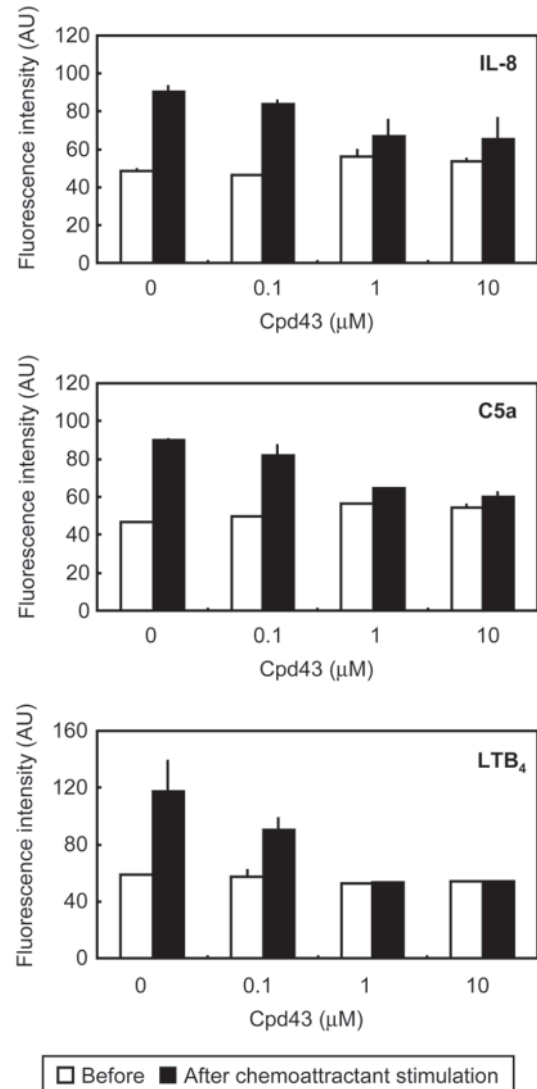 Fluorescence intensity (AU)
120
100
80
60
40
20
0
IL-8
0 0.1 1 10
Cpd43 (μM)
Fluorescence intensity (AU)
120
100
80
60
40
20
0
C5a
0 0.1 1 10
Cpd43 (μM)
Fluorescence intensity (AU)
160
120
80
40
0
LTB₄
0 0.1 1 10
Cpd43 (μM)
Before After chemoattractant stimulation